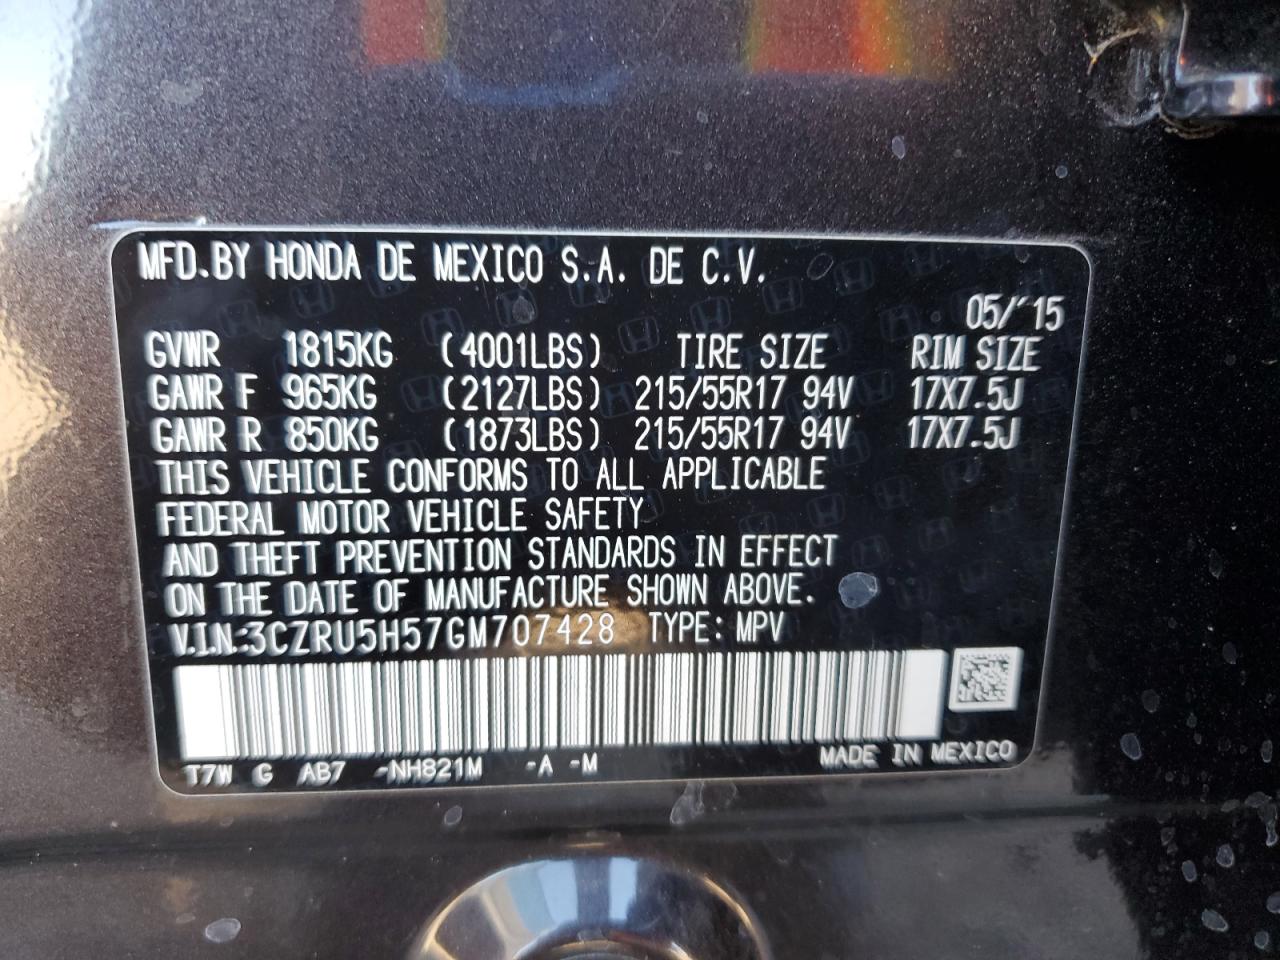 MFD.BY HONDA DE MEXICO S.A. DE C.V.
05/'15
GVWR 1815KG (4001LBS) TIRE SIZE RIM SIZE
GAWR F 965KG (2127LBS) 215/55R17 94V 17X7.5J
GAWR R 850KG (1873LBS) 215/55R17 94V 17X7.5J
THIS VEHICLE CONFORMS TO ALL APPLICABLE
FEDERAL MOTOR VEHICLE SAFETY
AND THEFT PREVENTION STANDARDS IN EFFECT
ON THE DATE OF MANUFACTURE SHOWN ABOVE.
V.I.N.:3CZRU5H57GM707428 TYPE: MPV
T7W G AB7 -NH821M -A -M MADE IN MEXICO